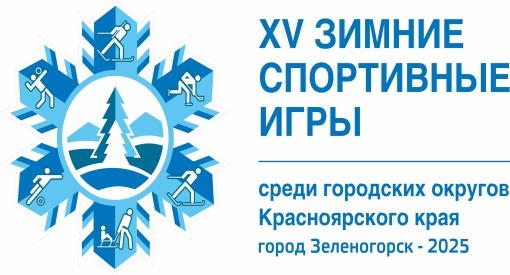 XV ЗИМНИЕ
СПОРТИВНЫЕ
ИГРЫ
среди городских округов
Красноярского края
город Зеленогорск - 2025